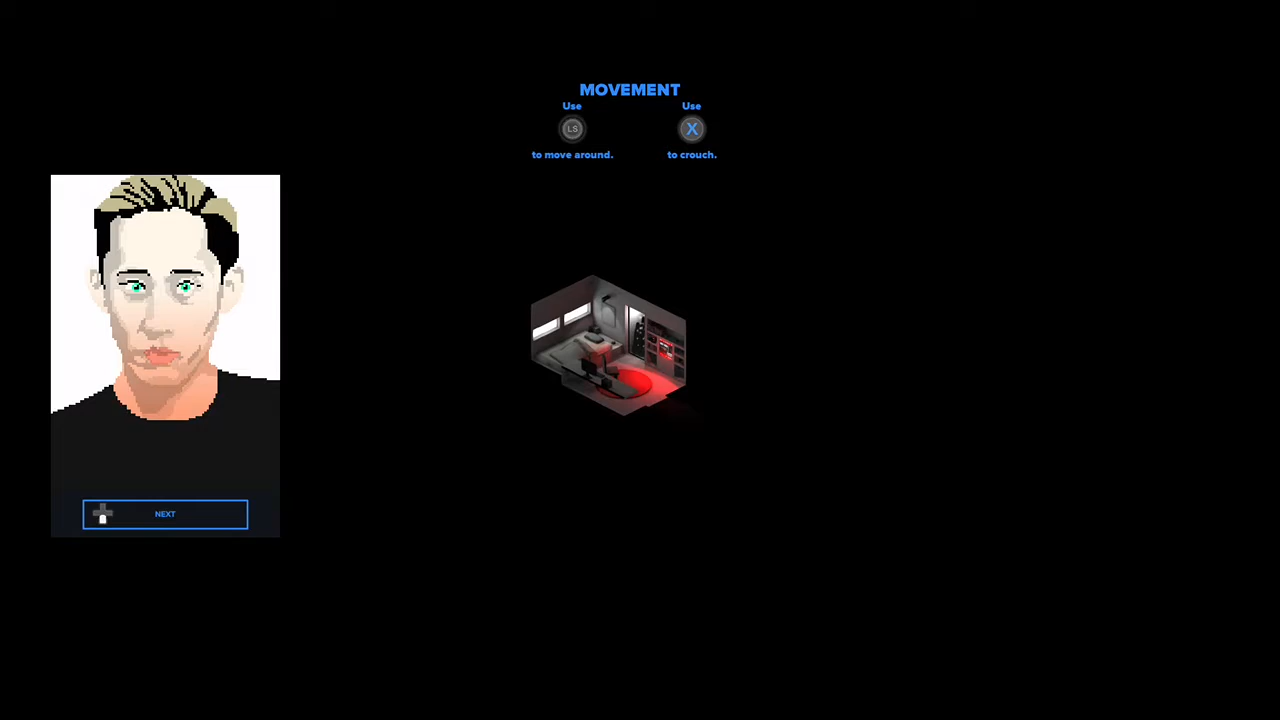 MOVEMENT
Use
Use
LS
X
to move around.
to crouch.
NEXT